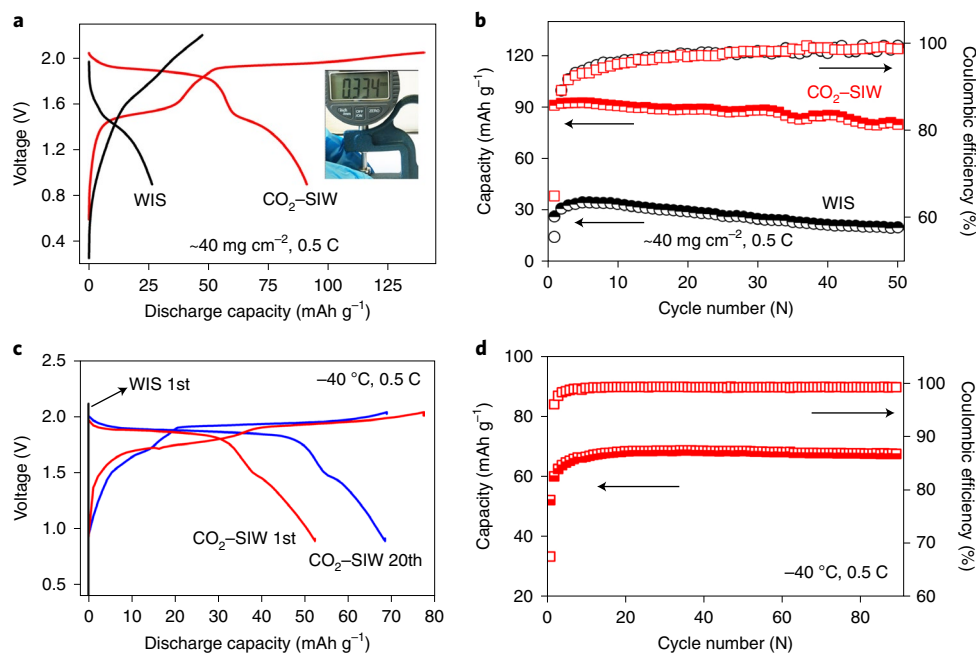 a
Voltage (V)
2.0
1.6
1.2
0.8
0.4
0.334
WIS
CO₂–SIW
~40 mg cm⁻², 0.5 C
0 25 50 75 100 125
Discharge capacity (mAh g⁻¹)
b
Capacity (mAh g⁻¹)
120
90
60
30
0
Coulombic efficiency (%)
100
80
60
CO₂–SIW
WIS
~40 mg cm⁻², 0.5 C
0 10 20 30 40 50
Cycle number (N)
c
Voltage (V)
2.5
2.0
1.5
1.0
0.5
WIS 1st
–40 °C, 0.5 C
CO₂–SIW 1st
CO₂–SIW 20th
0 10 20 30 40 50 60 70 80
Discharge capacity (mAh g⁻¹)
d
Capacity (mAh g⁻¹)
100
80
60
40
20
Coulombic efficiency (%)
100
90
80
70
60
–40 °C, 0.5 C
0 20 40 60 80
Cycle number (N)